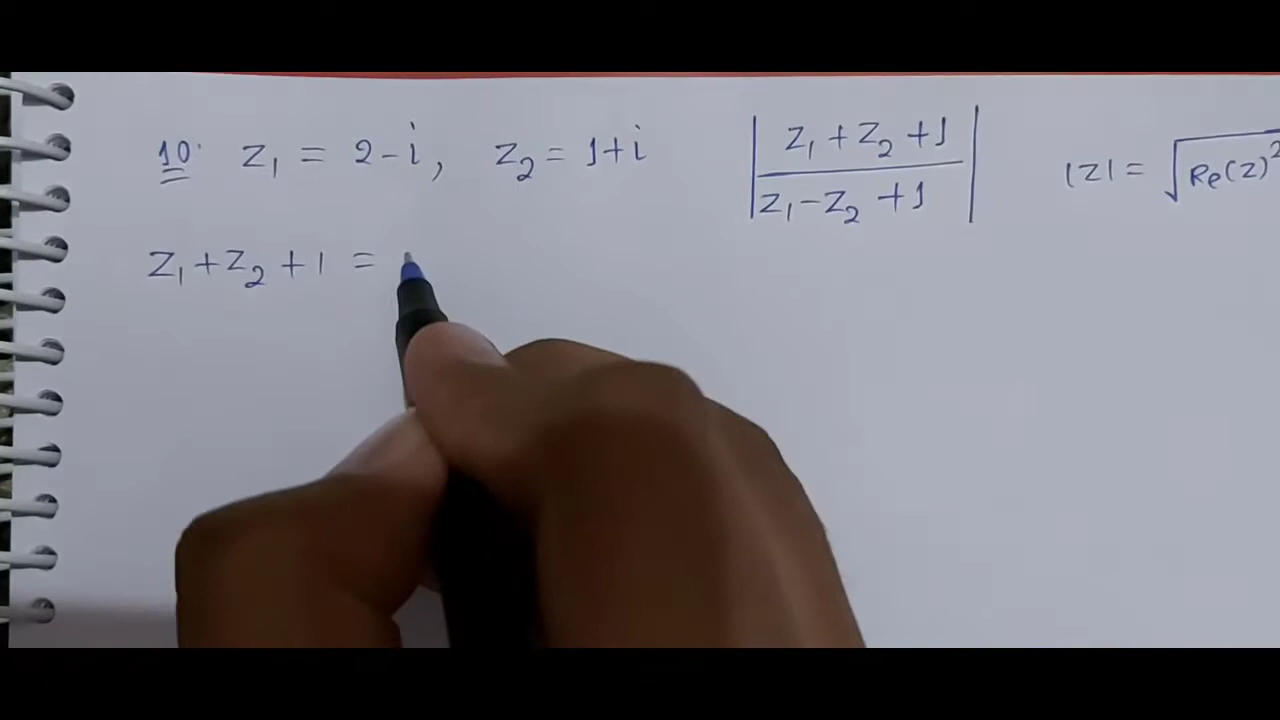 10. z₁ = 2-i, z₂ = 1+i |z₁+z₂+1 / z₁-z₂+1| |z| = √Re(z)²
z₁+z₂+1 =